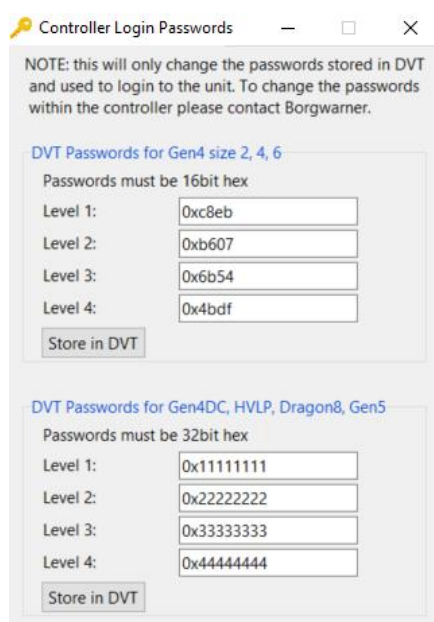 Controller Login Passwords
NOTE: this will only change the passwords stored in DVT
and used to login to the unit. To change the passwords
within the controller please contact Borgwarner.
DVT Passwords for Gen4 size 2, 4, 6
Passwords must be 16bit hex
Level 1: 0xc8eb
Level 2: 0xb607
Level 3: 0x6b54
Level 4: 0x4bdf
Store in DVT
DVT Passwords for Gen4DC, HVLP, Dragon8, Gen5
Passwords must be 32bit hex
Level 1: 0x11111111
Level 2: 0x22222222
Level 3: 0x33333333
Level 4: 0x44444444
Store in DVT